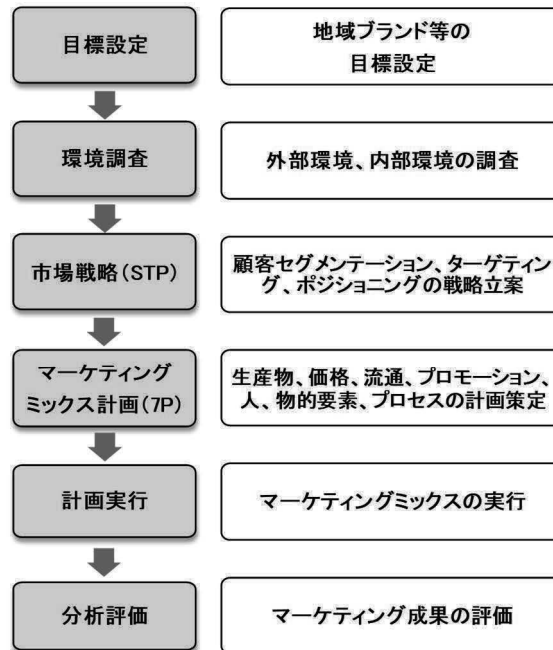 目標設定
地域ブランド等の
目標設定
環境調査
外部環境、内部環境の調査
市場戦略(STP)
顧客セグメンテーション、ターゲティン
グ、ポジショニングの戦略立案
マーケティング
ミックス計画(7P)
生産物、価格、流通、プロモーション、
人、物的要素、プロセスの計画策定
計画実行
マーケティングミックスの実行
分析評価
マーケティング成果の評価